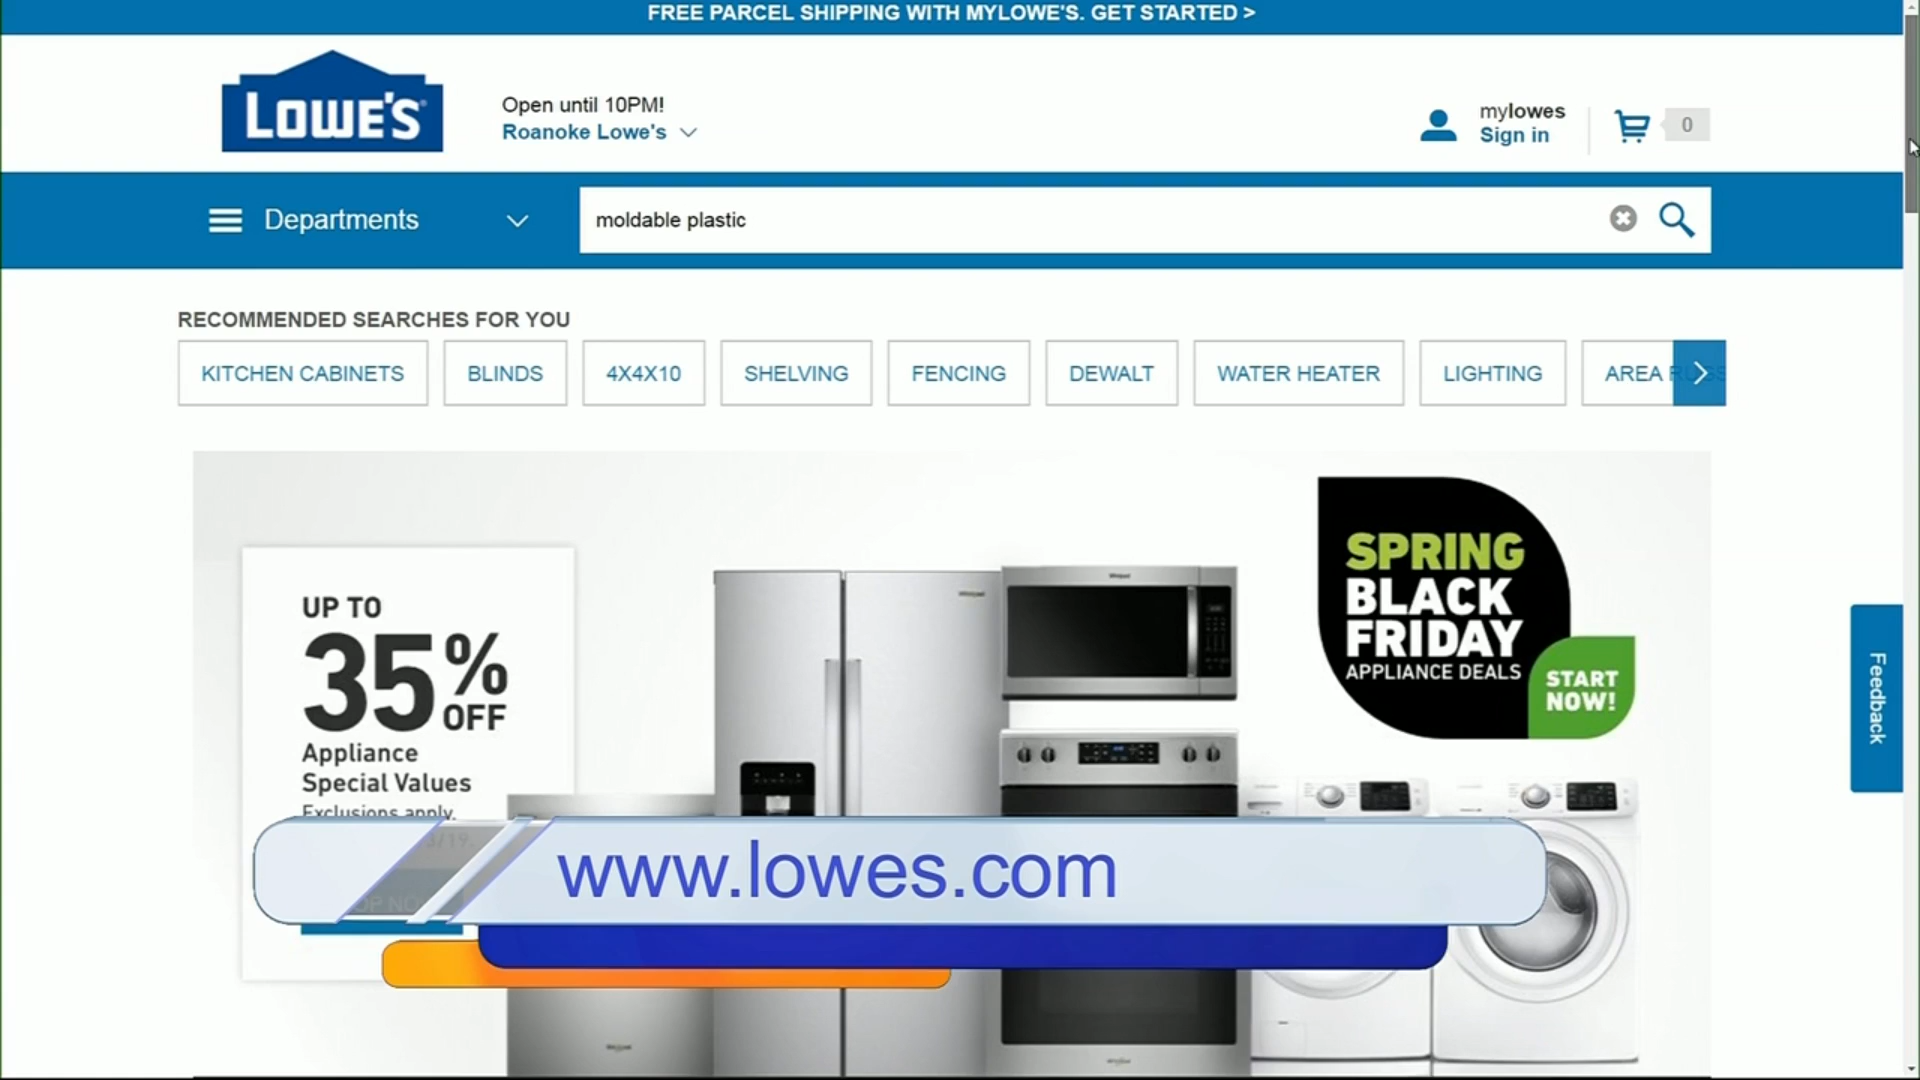 FREE PARCEL SHIPPING WITH MYLOWE'S. GET STARTED >
LOWE'S
Open until 10PM!
Roanoke Lowe's
mylowes
Sign in
0
Departments
moldable plastic
RECOMMENDED SEARCHES FOR YOU
KITCHEN CABINETS
BLINDS
4X4X10
SHELVING
FENCING
DEWALT
WATER HEATER
LIGHTING
AREA RUGS
SPRING
BLACK
FRIDAY
APPLIANCE DEALS
START
NOW!
UP TO
35%
OFF
Appliance
Special Values
Exclusions apply.
Feedback
www.lowes.com